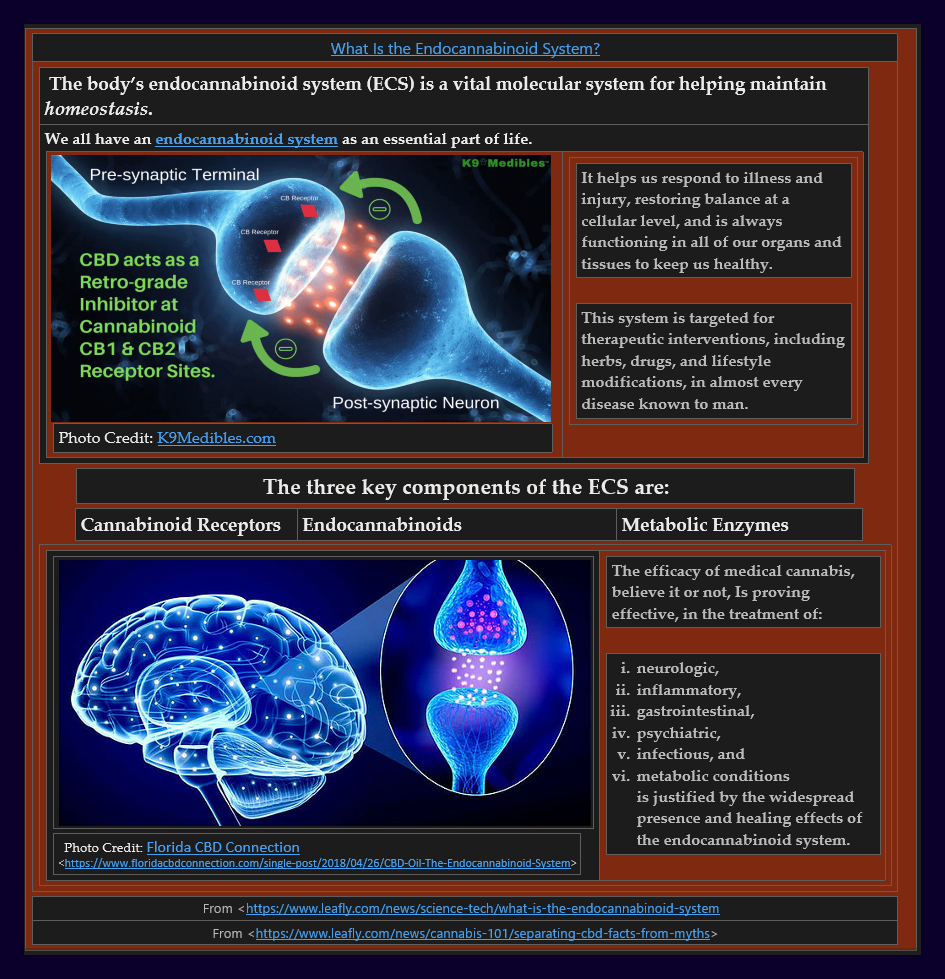 What Is the Endocannabinoid System?
The body’s endocannabinoid system (ECS) is a vital molecular system for helping maintain
homeostasis.
We all have an endocannabinoid system as an essential part of life.
K9☆Medibles™
Pre-synaptic Terminal
CB Receptor
CB Receptor
CB Receptor
CBD acts as a
Retro-grade
Inhibitor at
Cannabinoid
CB1 & CB2
Receptor Sites.
Post-synaptic Neuron
Photo Credit: K9Medibles.com
It helps us respond to illness and
injury, restoring balance at a
cellular level, and is always
functioning in all of our organs and
tissues to keep us healthy.
This system is targeted for
therapeutic interventions, including
herbs, drugs, and lifestyle
modifications, in almost every
disease known to man.
The three key components of the ECS are:
Cannabinoid Receptors
Endocannabinoids
Metabolic Enzymes
Photo Credit: Florida CBD Connection
<https://www.floridacbdconnection.com/single-post/2018/04/26/CBD-Oil-The-Endocannabinoid-System>
The efficacy of medical cannabis,
believe it or not, Is proving
effective, in the treatment of:
i. neurologic,
ii. inflammatory,
iii. gastrointestinal,
iv. psychiatric,
v. infectious, and
vi. metabolic conditions
is justified by the widespread
presence and healing effects of
the endocannabinoid system.
From <https://www.leafly.com/news/science-tech/what-is-the-endocannabinoid-system
From <https://www.leafly.com/news/cannabis-101/separating-cbd-facts-from-myths>